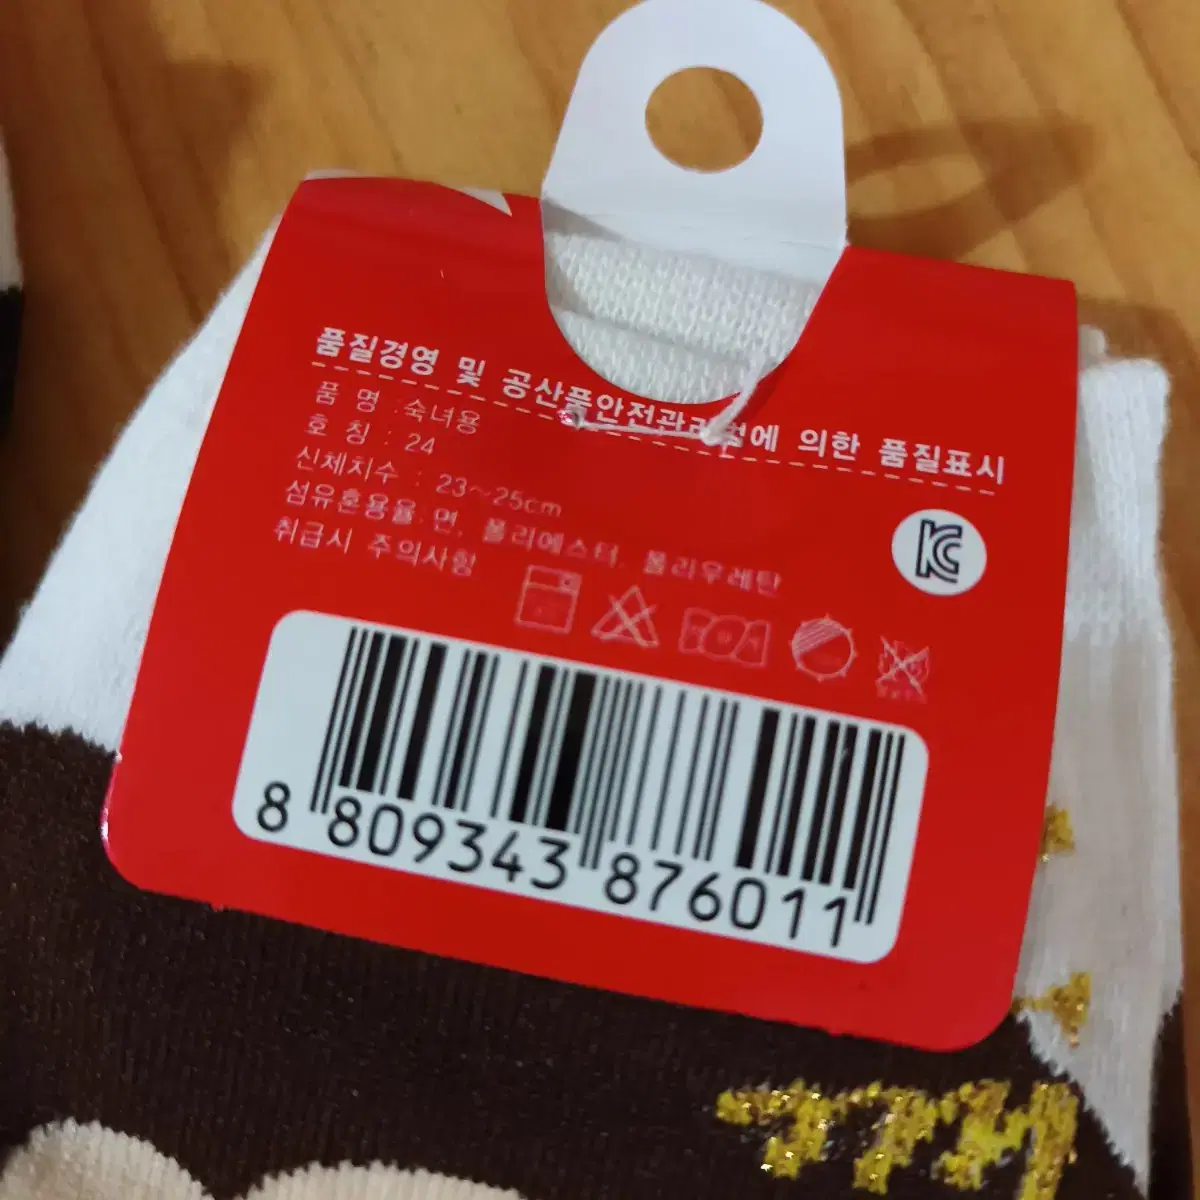 품질경영 및 공산품안전관리법에 의한 품질표시
품 명 : 숙녀용
호 칭 : 24
신체치수 : 23~25cm
섬유혼용율 : 면, 폴리에스터, 폴리우레탄
취급시 주의사항
KC
8 809343 876011